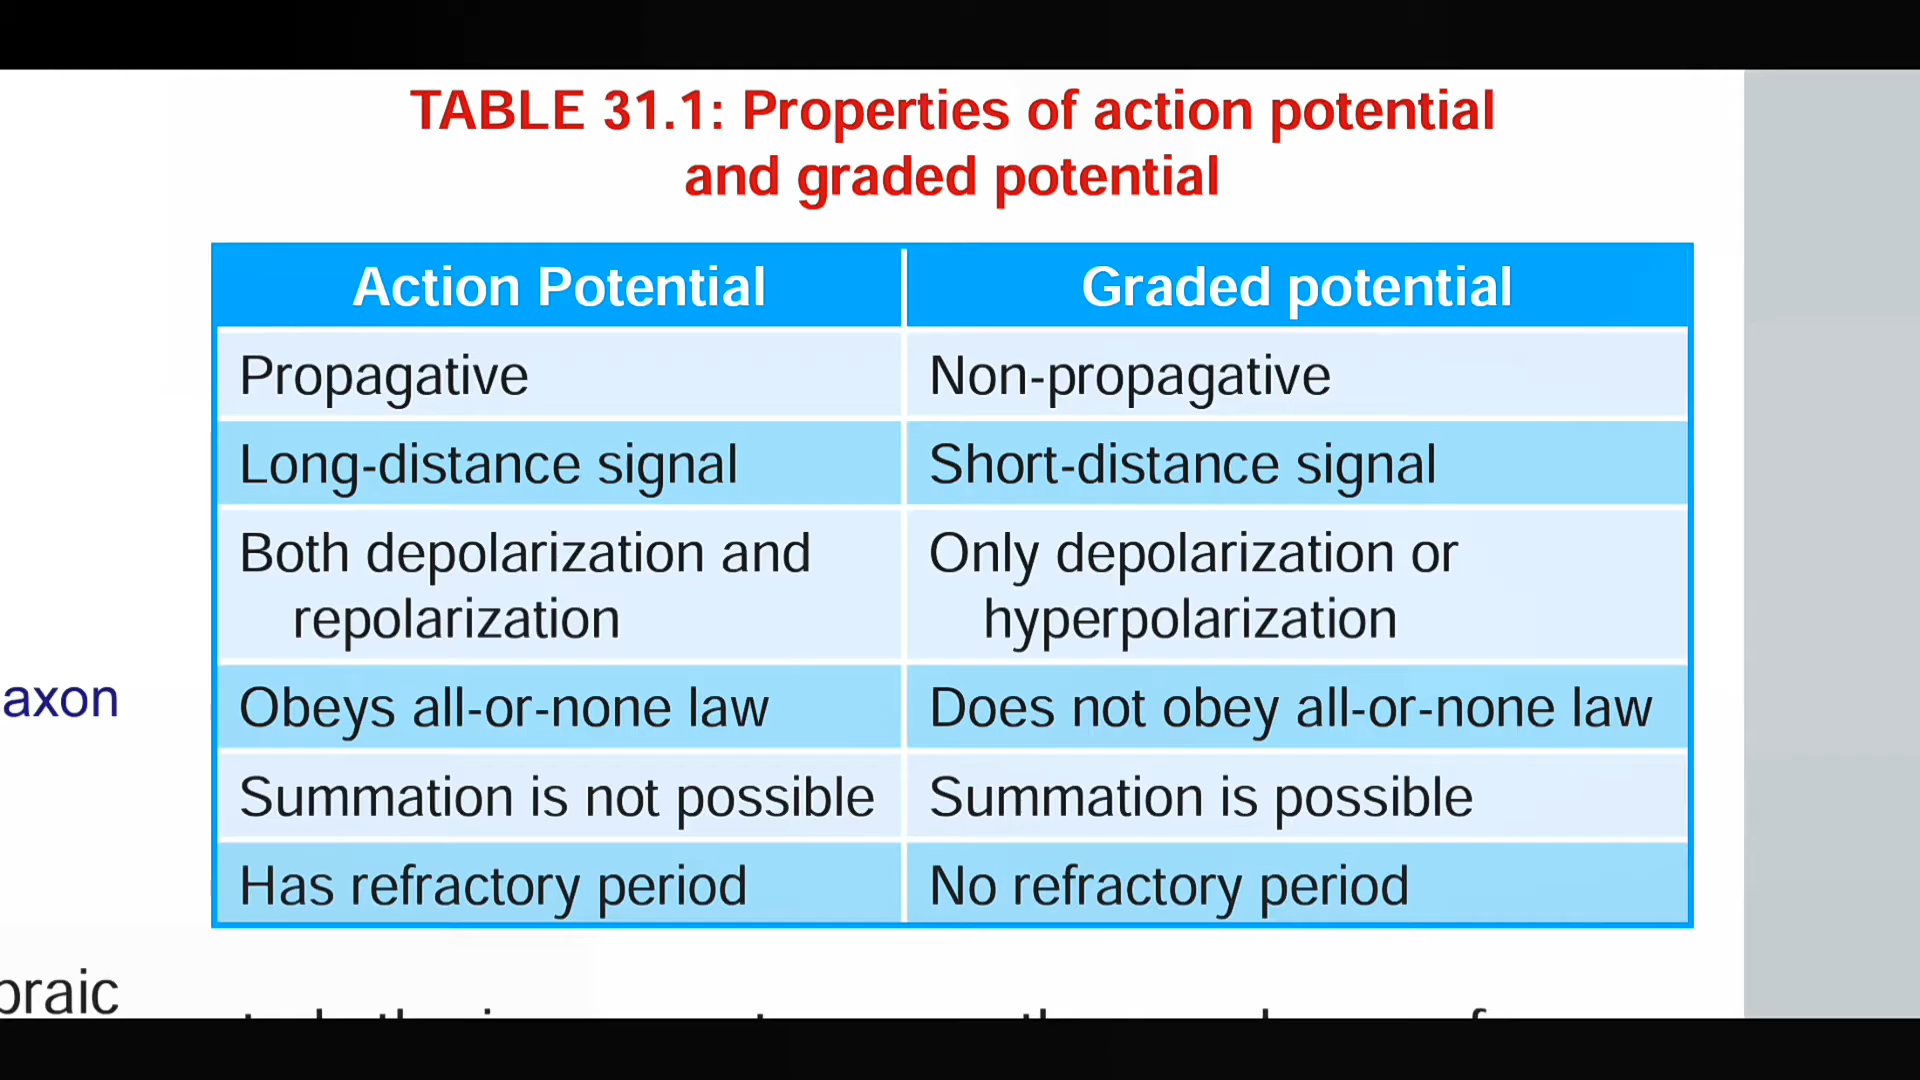 TABLE 31.1: Properties of action potential
and graded potential
Action Potential
Graded potential
Propagative
Non-propagative
Long-distance signal
Short-distance signal
Both depolarization and
repolarization
Only depolarization or
hyperpolarization
axon
Obeys all-or-none law
Does not obey all-or-none law
Summation is not possible
Summation is possible
Has refractory period
No refractory period